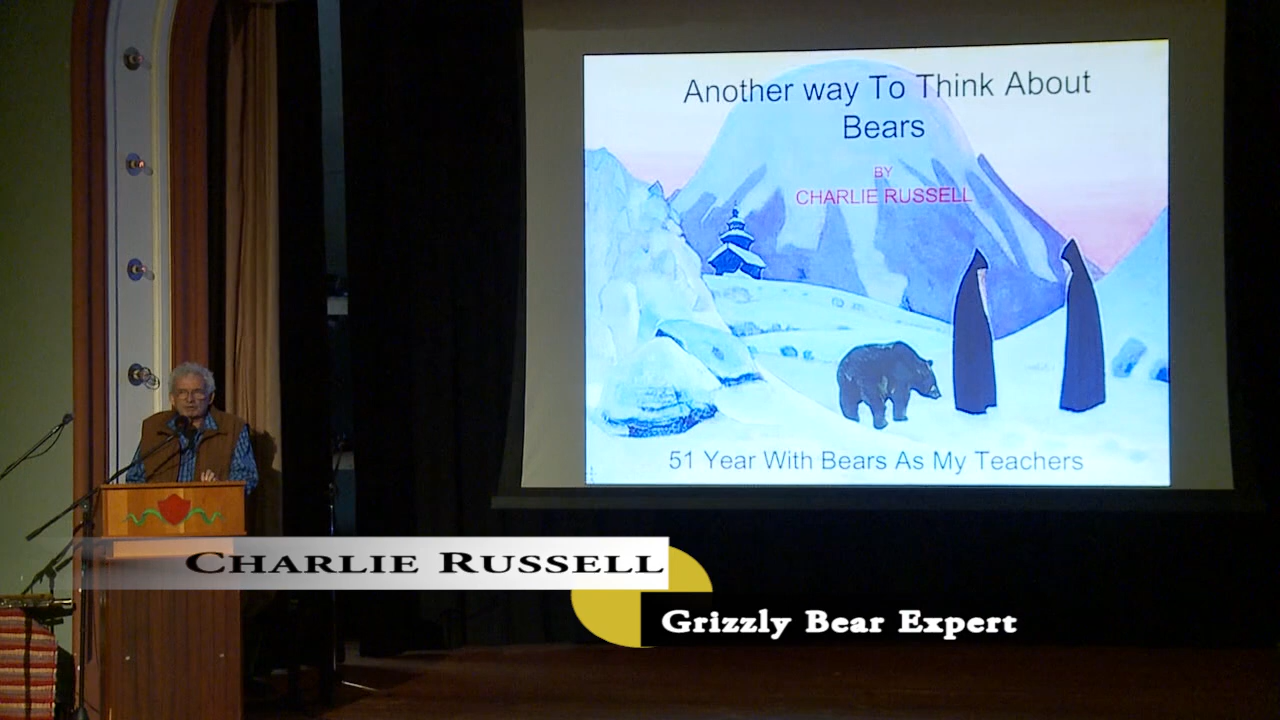 Another way To Think About
Bears
BY
CHARLIE RUSSELL
51 Year With Bears As My Teachers
CHARLIE RUSSELL
Grizzly Bear Expert